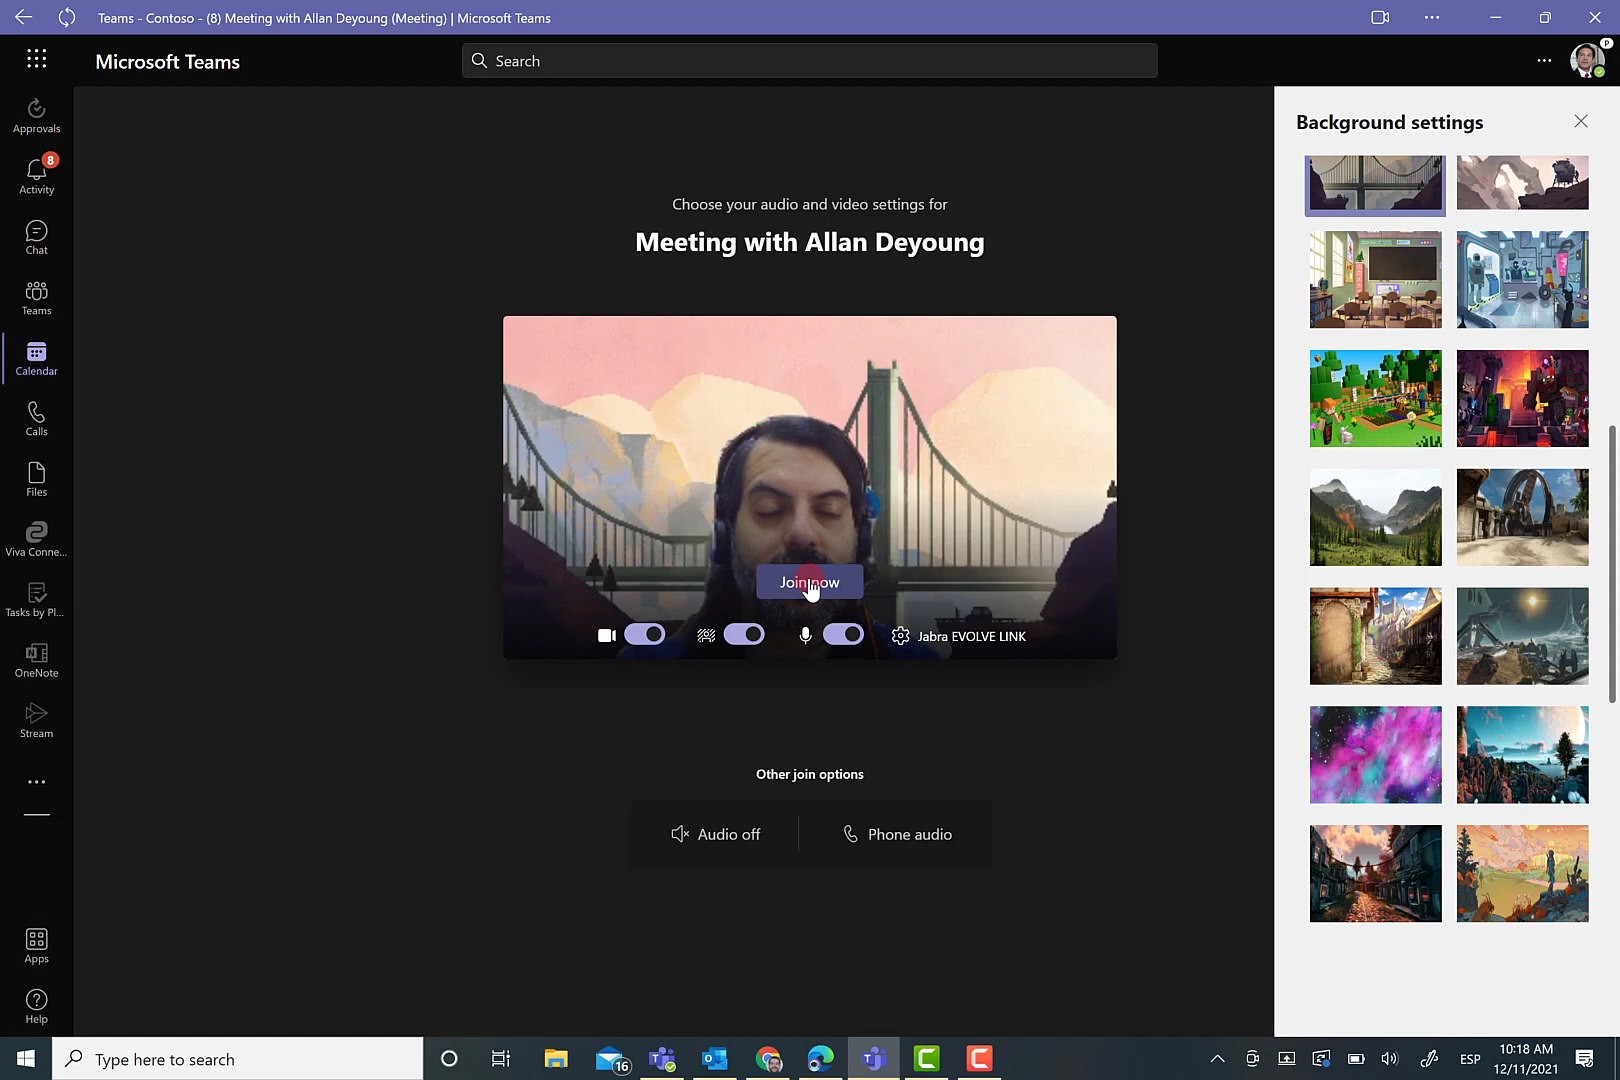 Teams - Contoso - (8) Meeting with Allan Deyoung (Meeting) | Microsoft Teams
Microsoft Teams
Search
P
Approvals
8
Activity
Chat
Teams
Calendar
Calls
Files
Viva Conne...
Tasks by Pl...
OneNote
Stream
Apps
Help
Choose your audio and video settings for
Meeting with Allan Deyoung
Join now
Jabra EVOLVE LINK
Other join options
Audio off
Phone audio
Background settings
Type here to search
16
ESP
10:18 AM
12/11/2021